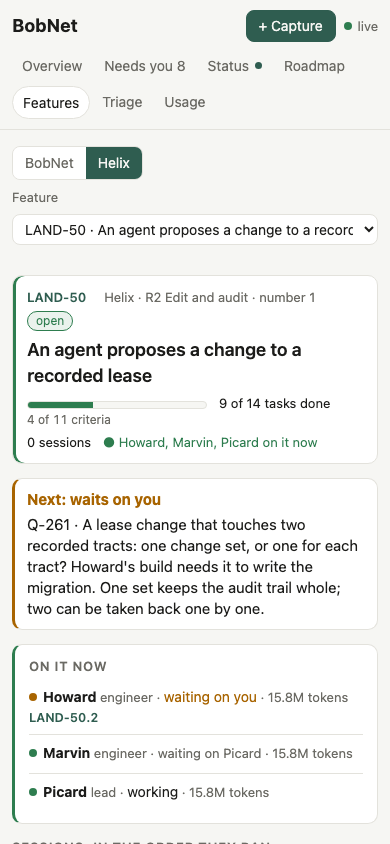 BobNet
+ Capture
live
Overview
Needs you 8
Status
Roadmap
Features
Triage
Usage
BobNet
Helix
Feature
LAND-50 · An agent proposes a change to a recorc
LAND-50 Helix · R2 Edit and audit · number 1
open
An agent proposes a change to a
recorded lease
9 of 14 tasks done
4 of 11 criteria
0 sessions Howard, Marvin, Picard on it now
Next: waits on you
Q-261 · A lease change that touches two
recorded tracts: one change set, or one for each
tract? Howard's build needs it to write the
migration. One set keeps the audit trail whole;
two can be taken back one by one.
ON IT NOW
Howard engineer · waiting on you · 15.8M tokens
LAND-50.2
Marvin engineer · waiting on Picard · 15.8M tokens
Picard lead · working · 15.8M tokens